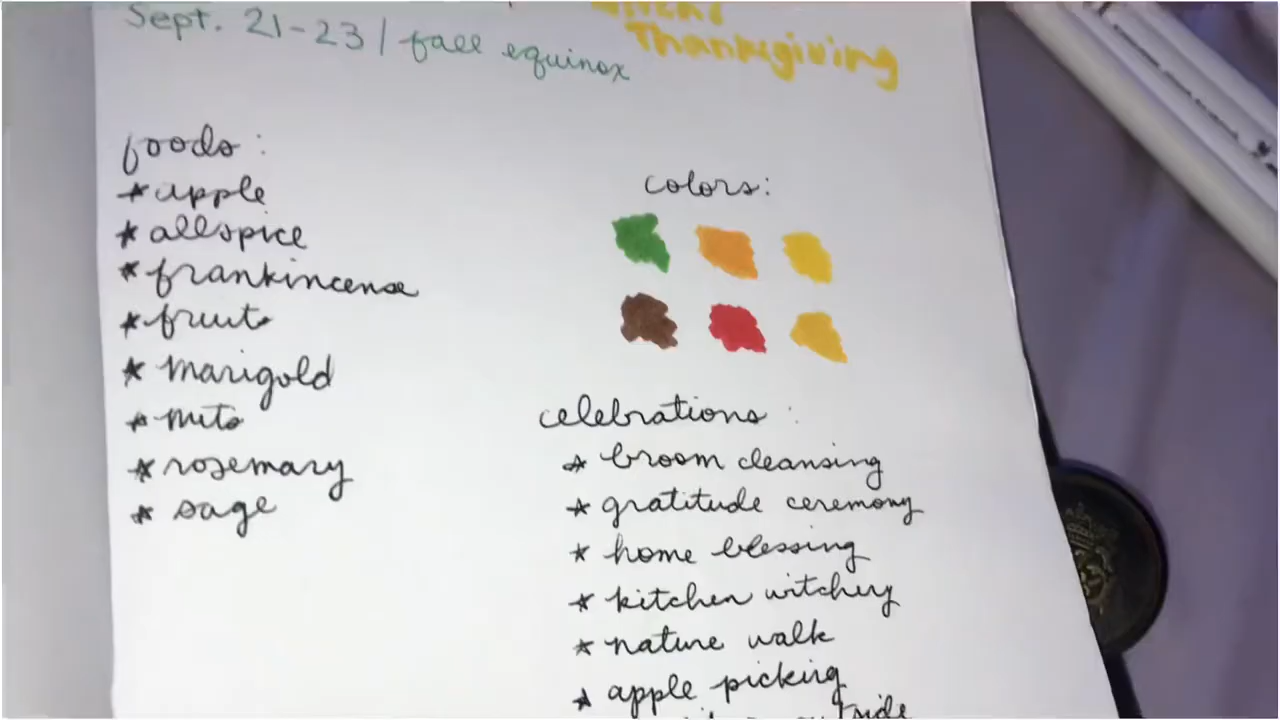 Sept. 21-23 / fall equinox
Thanksgiving
foods:
* apple
* allspice
* frankincense
* fruits
* marigold
* nuts
* rosemary
* sage
colors:
celebrations:
* broom cleansing
* gratitude ceremony
* home blessing
* kitchen witchery
* nature walk
* apple picking